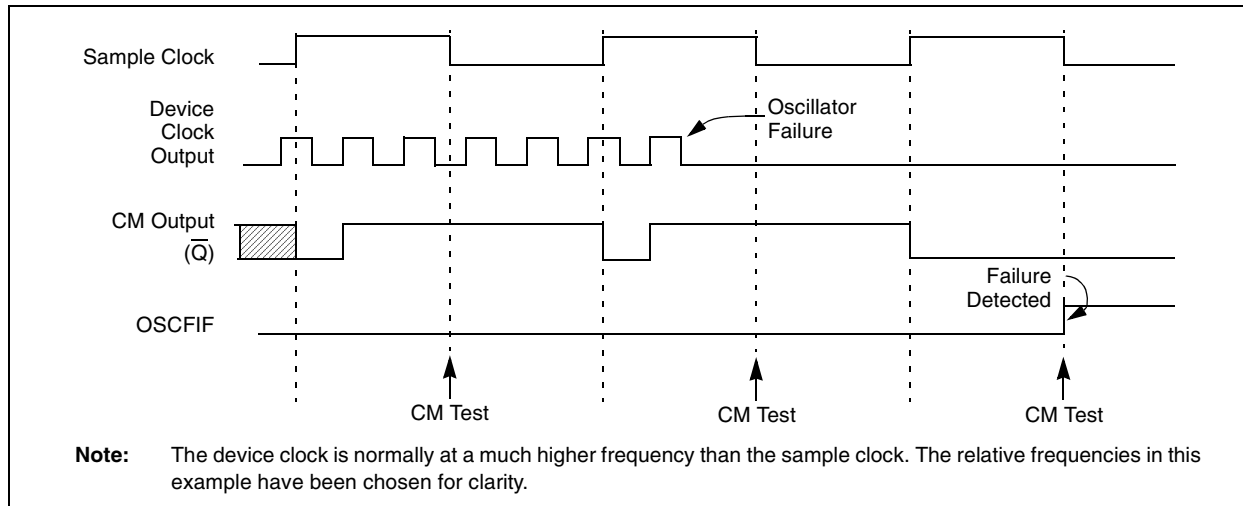 Sample Clock
Device
Clock
Output
Oscillator
Failure
CM Output
(Q̅)
Failure
Detected
OSCFIF
CM Test
CM Test
CM Test
Note: The device clock is normally at a much higher frequency than the sample clock. The relative frequencies in this
example have been chosen for clarity.